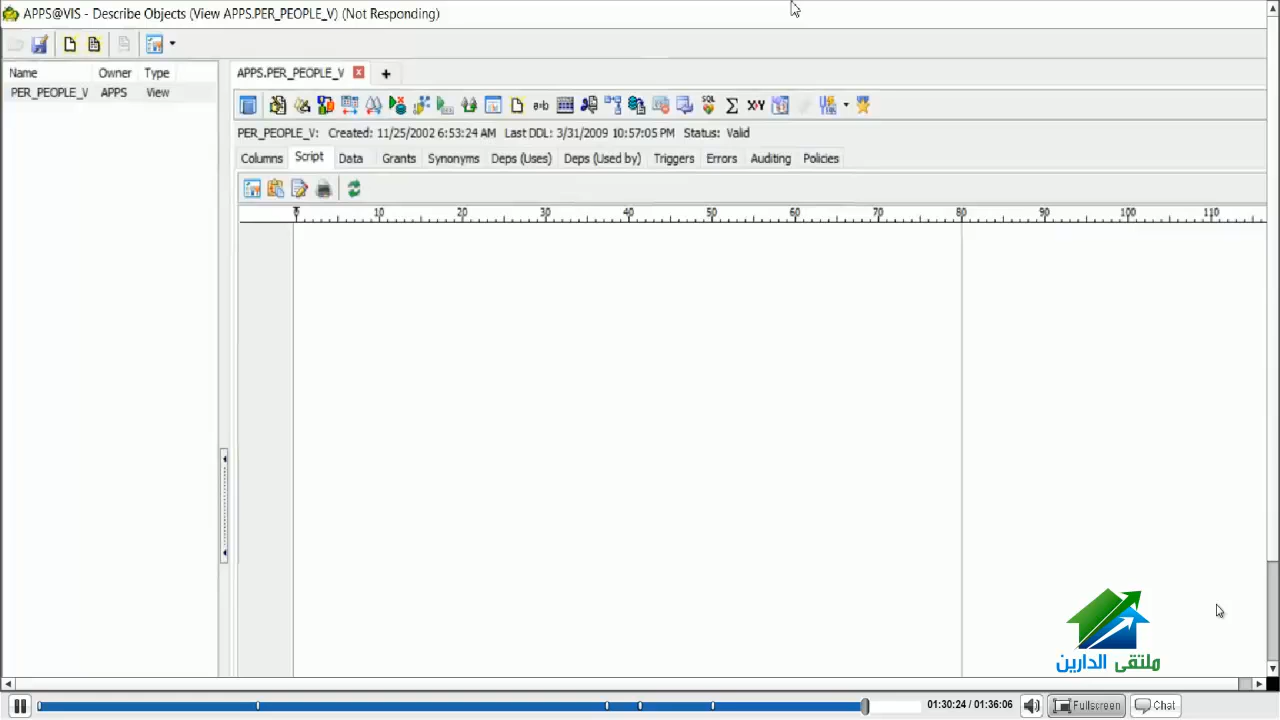 APPS@VIS - Describe Objects (View APPS.PER_PEOPLE_V) (Not Responding)
Name Owner Type
PER_PEOPLE_V APPS View
APPS.PER_PEOPLE_V
PER_PEOPLE_V: Created: 11/25/2002 6:53:24 AM Last DDL: 3/31/2009 10:57:05 PM Status: Valid
Columns Script Data Grants Synonyms Deps (Uses) Deps (Used by) Triggers Errors Auditing Policies
0 10 20 30 40 50 60 70 80 90 100 110
ملتقى الدارين
01:30:24 / 01:36:06 Fullscreen Chat